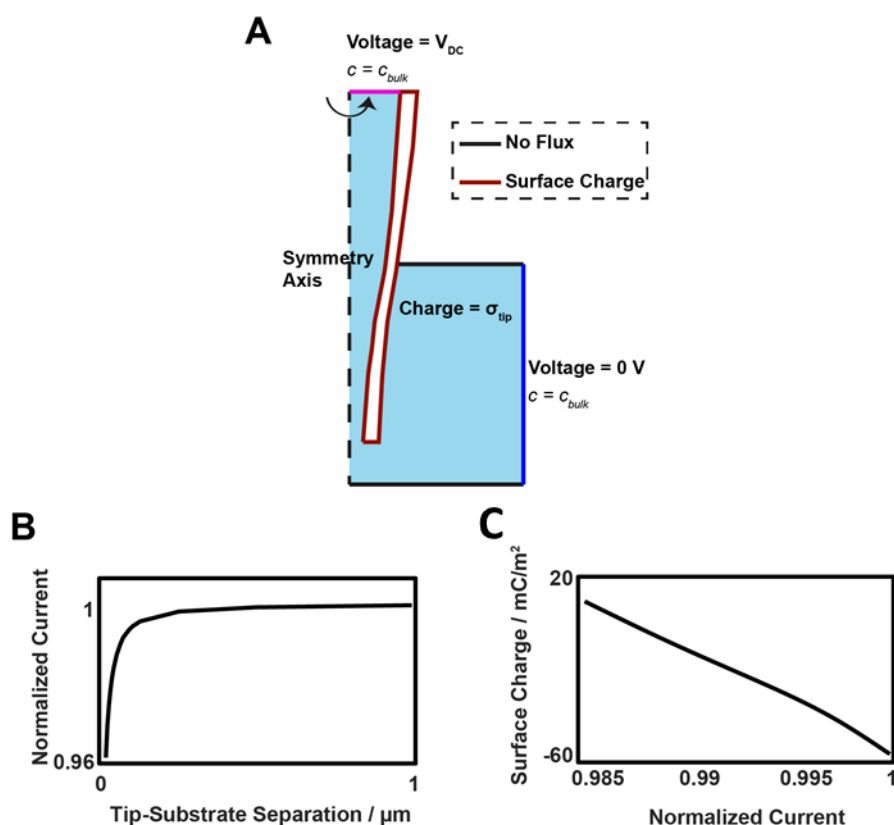 A
Voltage = V_DC
c = c_bulk
No Flux
Surface Charge
Symmetry
Axis
Charge = σ_tip
Voltage = 0 V
c = c_bulk
B
Normalized Current
1
0.96
0
1
Tip-Substrate Separation / μm
C
Surface Charge / mC/m²
20
-60
0.985
0.99
0.995
1
Normalized Current